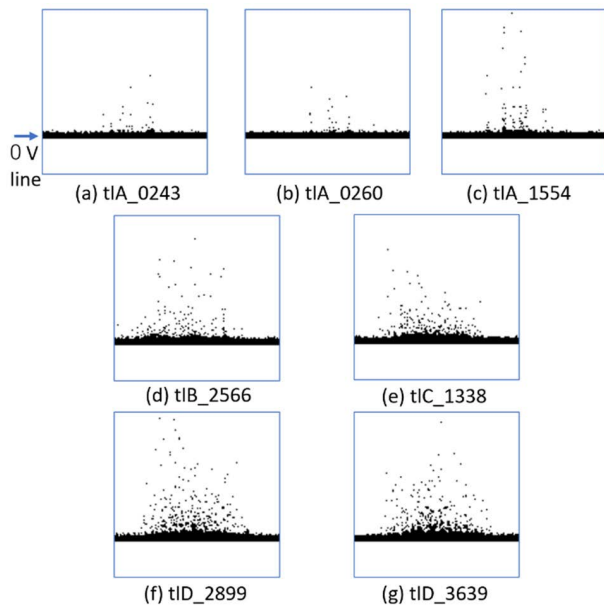 0 V
line
(a) tIA_0243
(b) tIA_0260
(c) tIA_1554
(d) tIB_2566
(e) tIC_1338
(f) tID_2899
(g) tID_3639